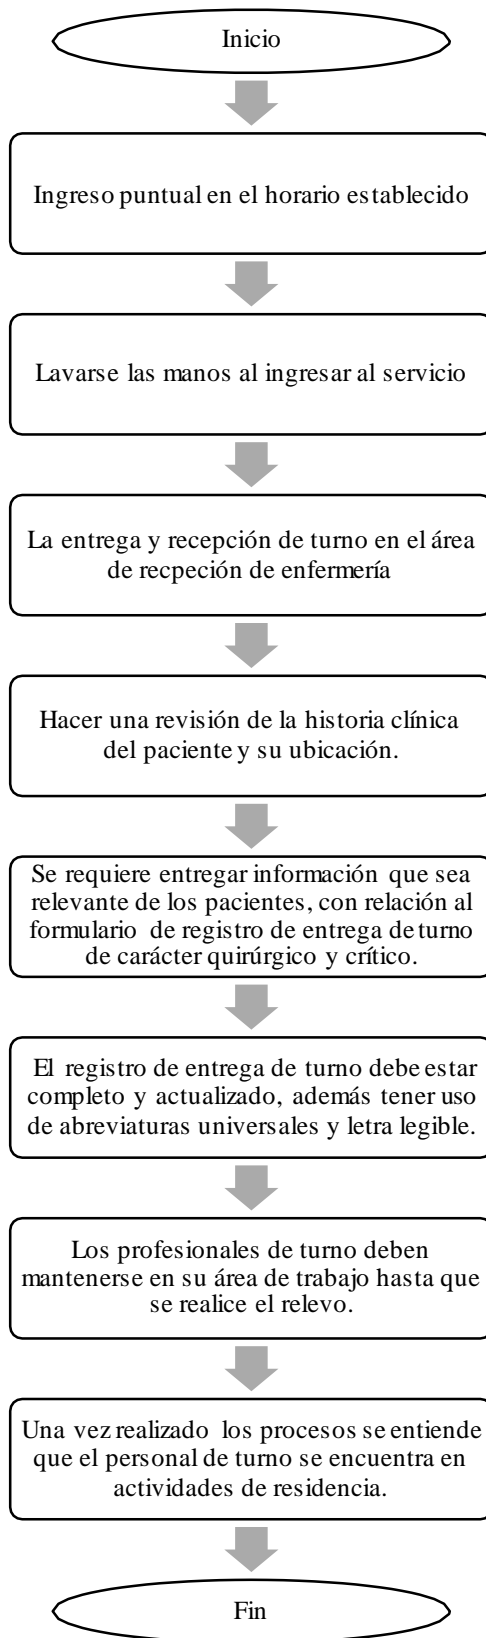 Inicio
Ingreso puntual en el horario establecido
Lavarse las manos al ingresar al servicio
La entrega y recepción de turno en el área
de recpeción de enfermería
Hacer una revisión de la historia clínica
del paciente y su ubicación.
Se requiere entregar información que sea
relevante de los pacientes, con relación al
formulario de registro de entrega de turno
de carácter quirúrgico y crítico.
El registro de entrega de turno debe estar
completo y actualizado, además tener uso
de abreviaturas universales y letra legible.
Los profesionales de turno deben
mantenerse en su área de trabajo hasta que
se realice el relevo.
Una vez realizado los procesos se entiende
que el personal de turno se encuentra en
actividades de residencia.
Fin